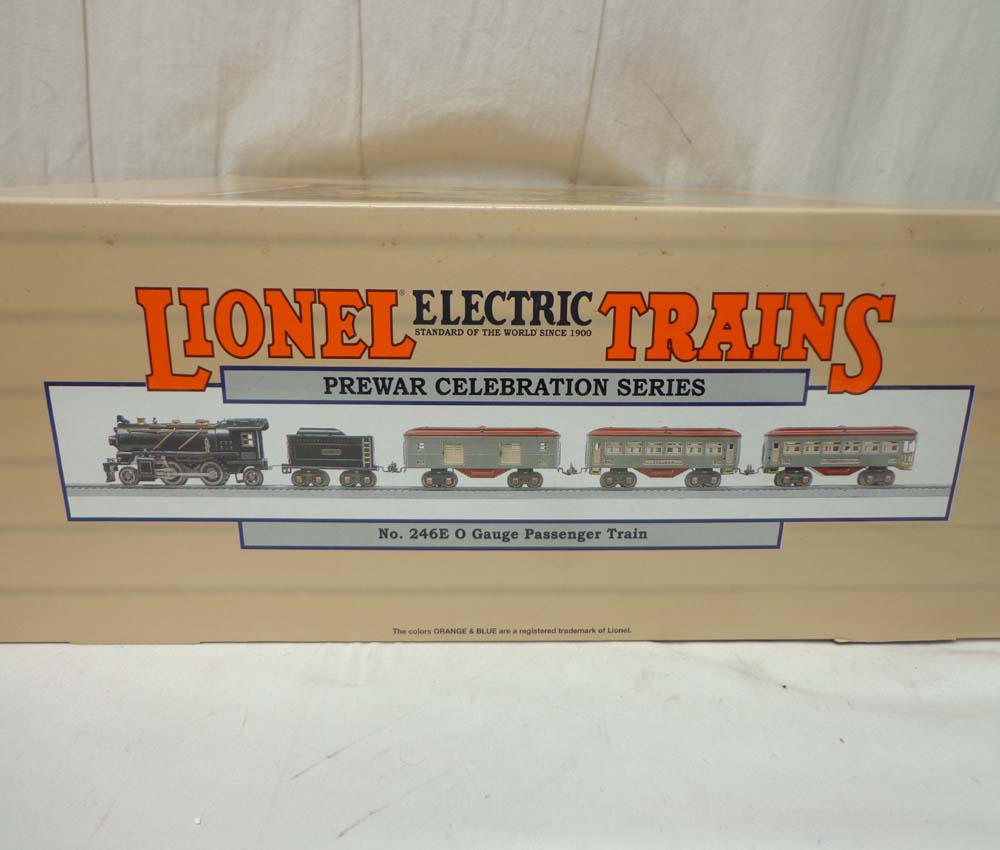 LIONEL® ELECTRIC TRAINS
STANDARD OF THE WORLD SINCE 1900
PREWAR CELEBRATION SERIES
No. 246E O Gauge Passenger Train
The colors ORANGE & BLUE are a registered trademark of Lionel.